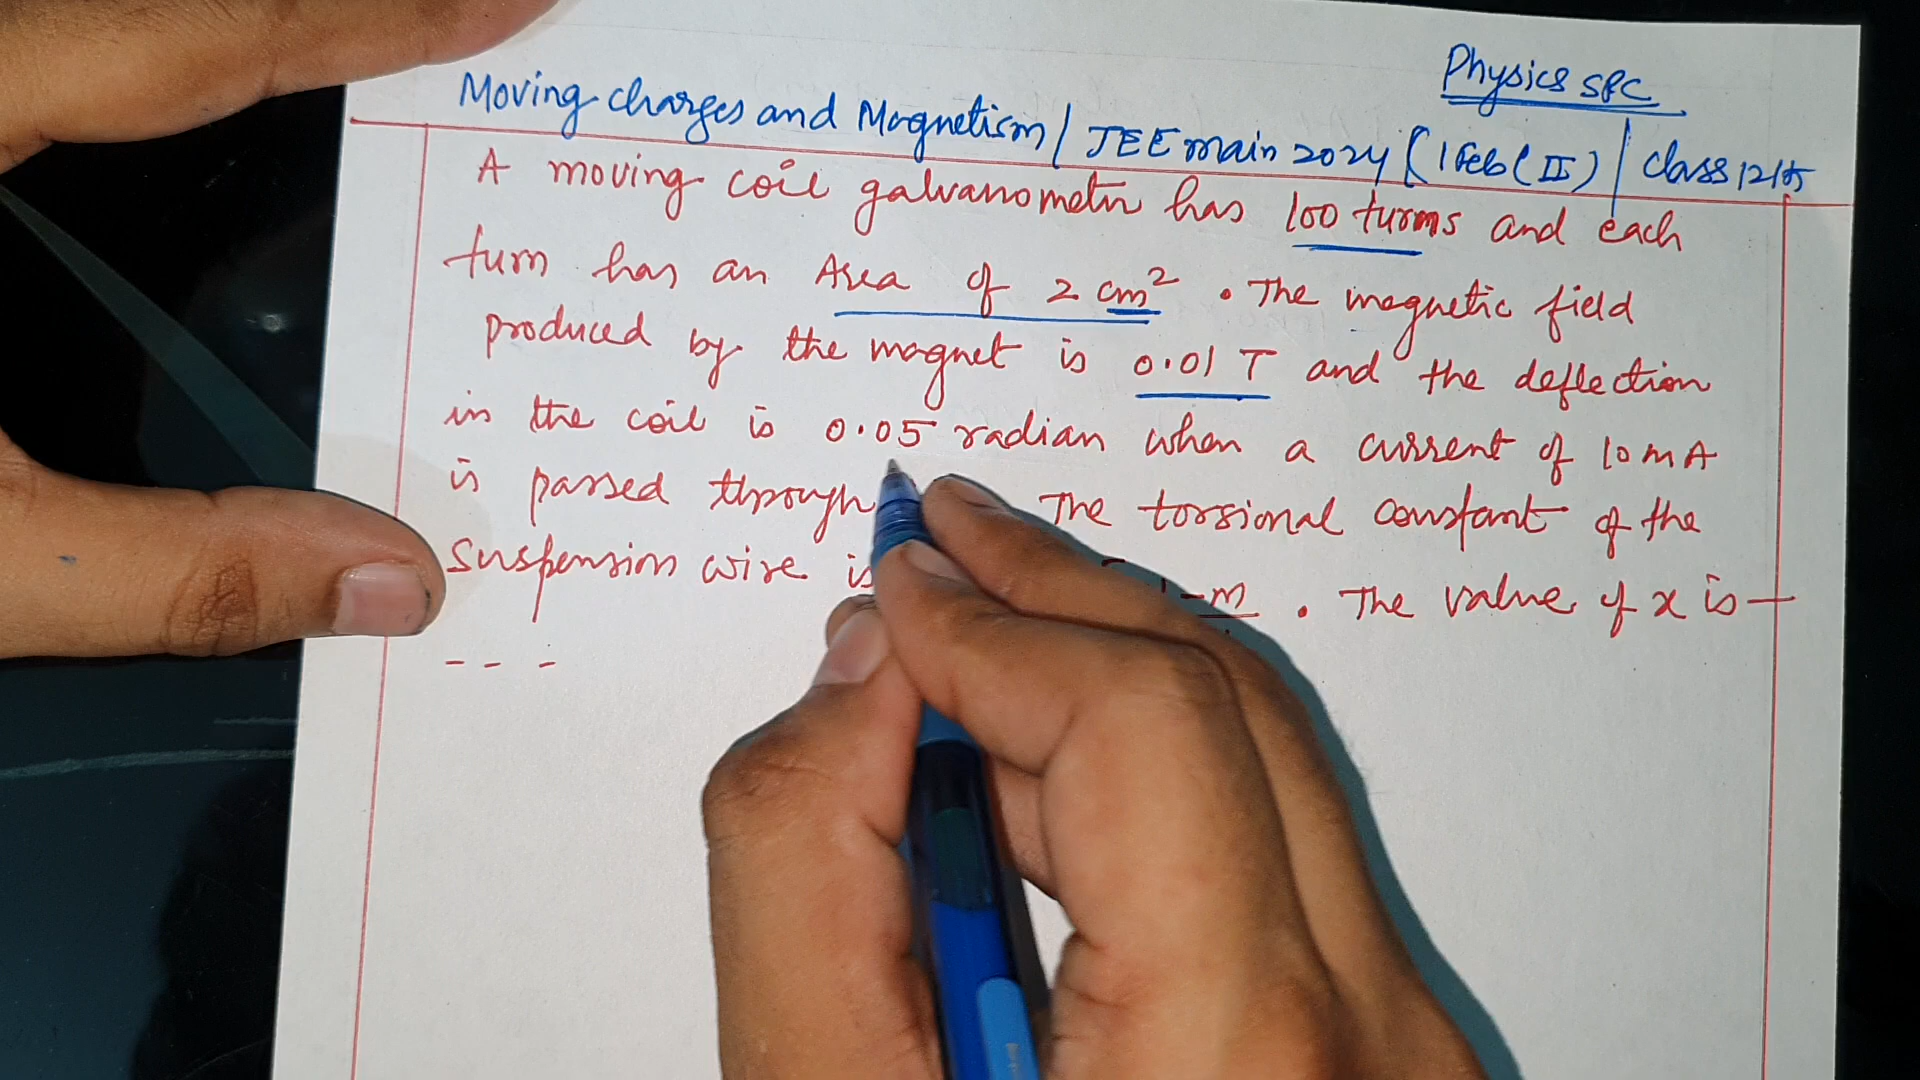 Physics SPC
Moving charges and Magnetism / JEE main 2024 (1 Feb (II) / class 12th
A moving coil galvanometer has 100 turns and each
turn has an Area of 2 cm². The magnetic field
produced by the magnet is 0.01 T and the deflection
in the coil is 0.05 radian when a current of 10 mA
is passed through The torsional constant of the
suspension wire is -m . The value of x is
- - -